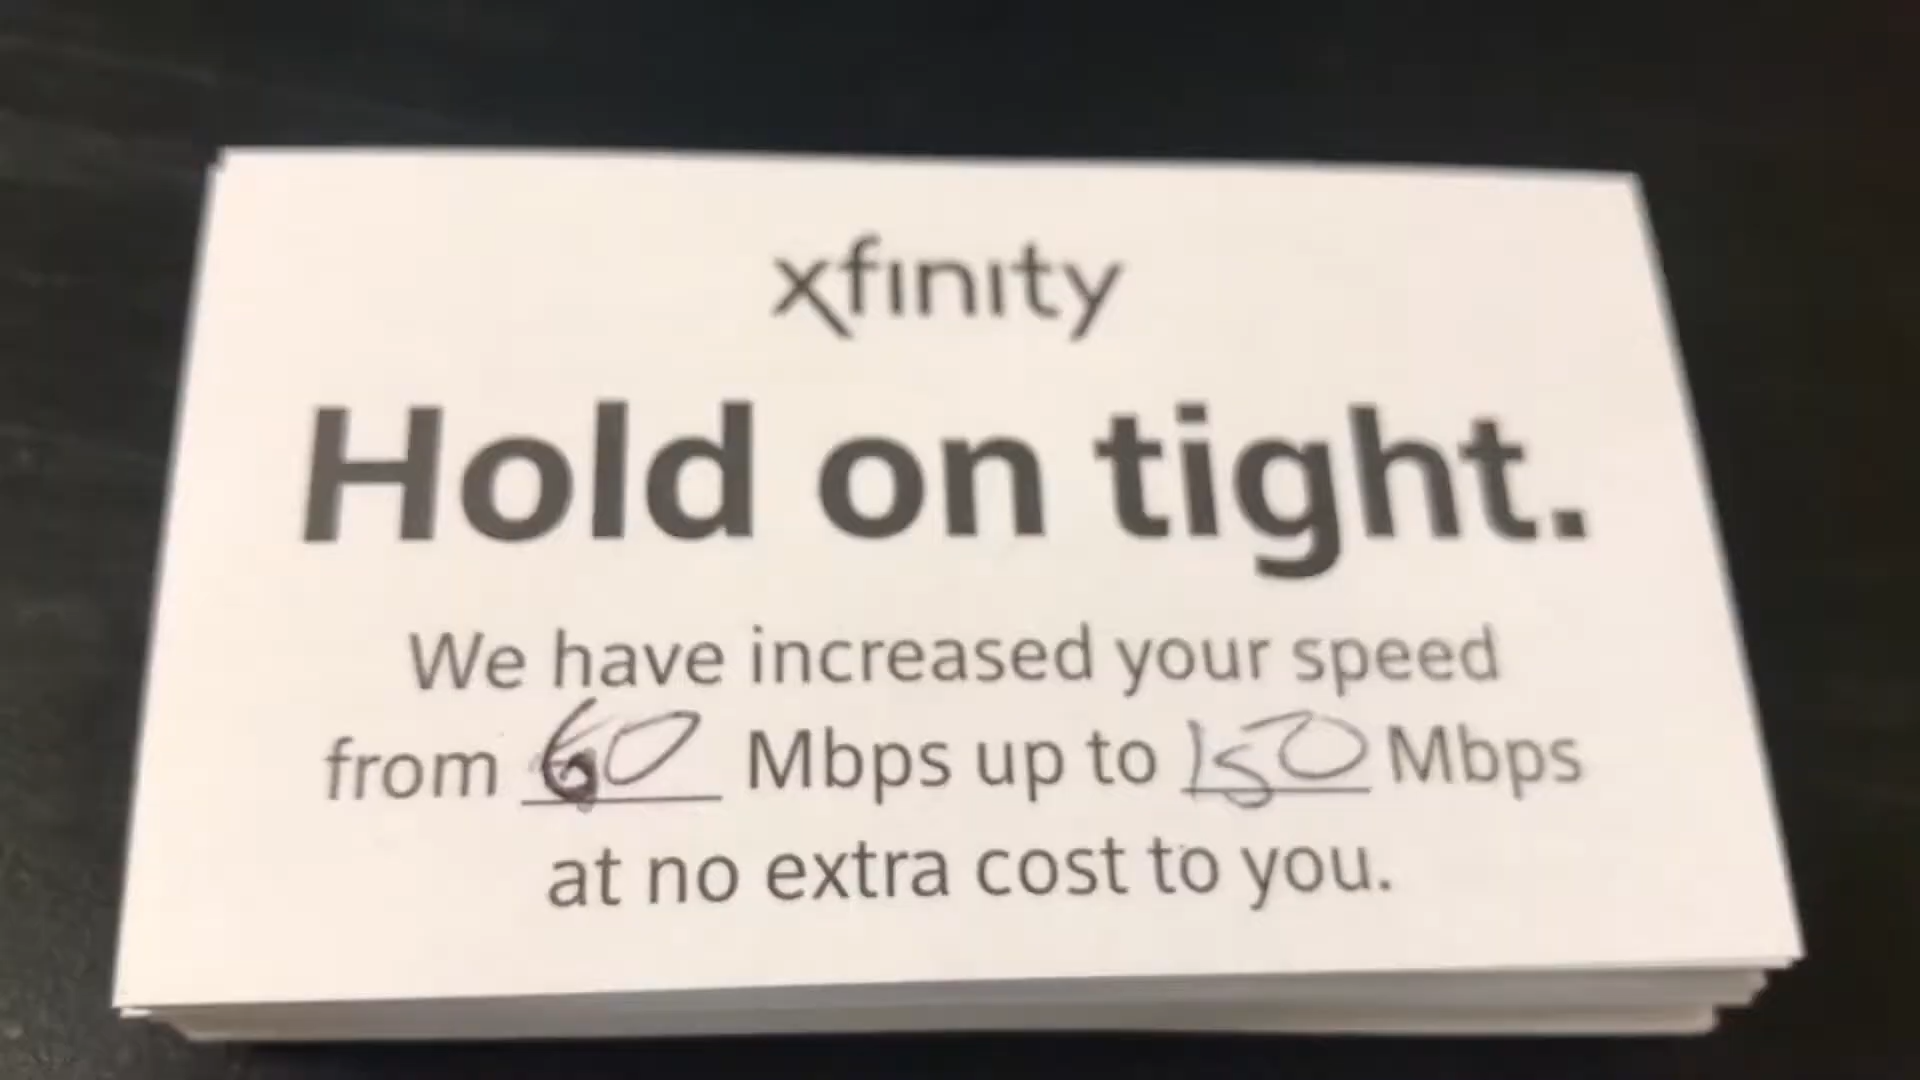 xfinity
Hold on tight.
We have increased your speed
from 60 Mbps up to 150 Mbps
at no extra cost to you.